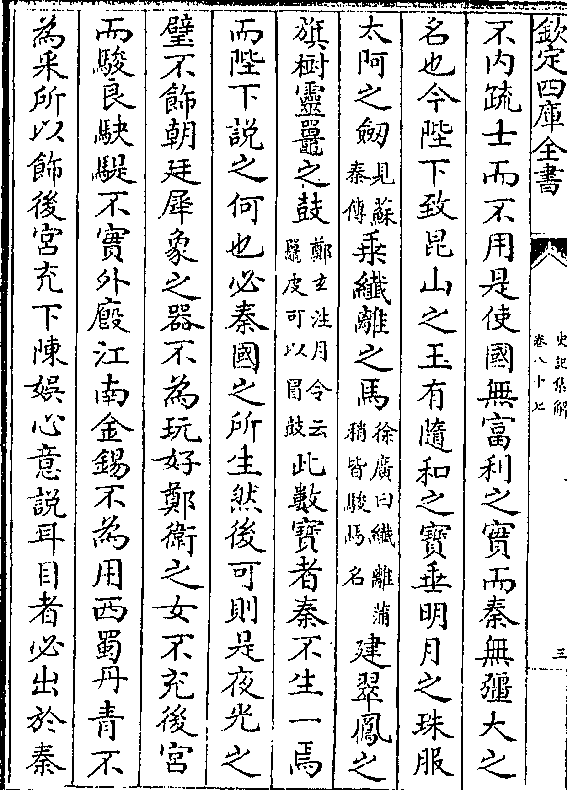 欽定四庫全書
史記集解
卷八十七
三
不内疏士而不用是使國無富利之實而秦無彊大之
名也今陛下致昆山之玉有隨和之寶垂明月之珠服
太阿之劒見蘇秦傳乗纎離之馬徐廣曰纎離蒲稍皆駿馬名建翠鳳之
旗樹靈鼉之鼓鄭玄注月令云鼉皮可以冒鼓此數寶者秦不生一焉
而陛下說之何也必秦國之所生然後可則是夜光之
璧不飾朝廷犀象之器不為玩好鄭衛之女不充後宮
而駿良駃騠不實外廐江南金錫不為用西蜀丹青不
為采所以飾後宮充下陳娛心意說耳目者必出於秦